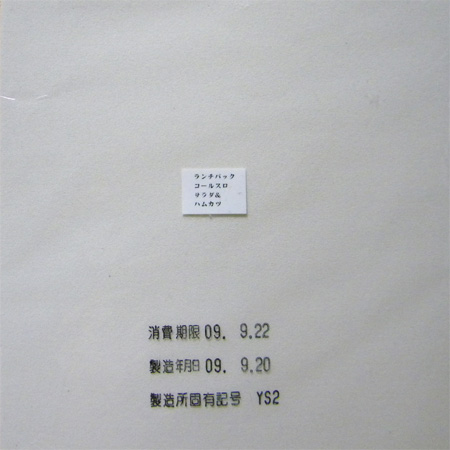 ランチパック
コールスロ
サラダ&
ハムカツ
消費期限 09. 9.22
製造年月日 09. 9.20
製造所固有記号 YS2